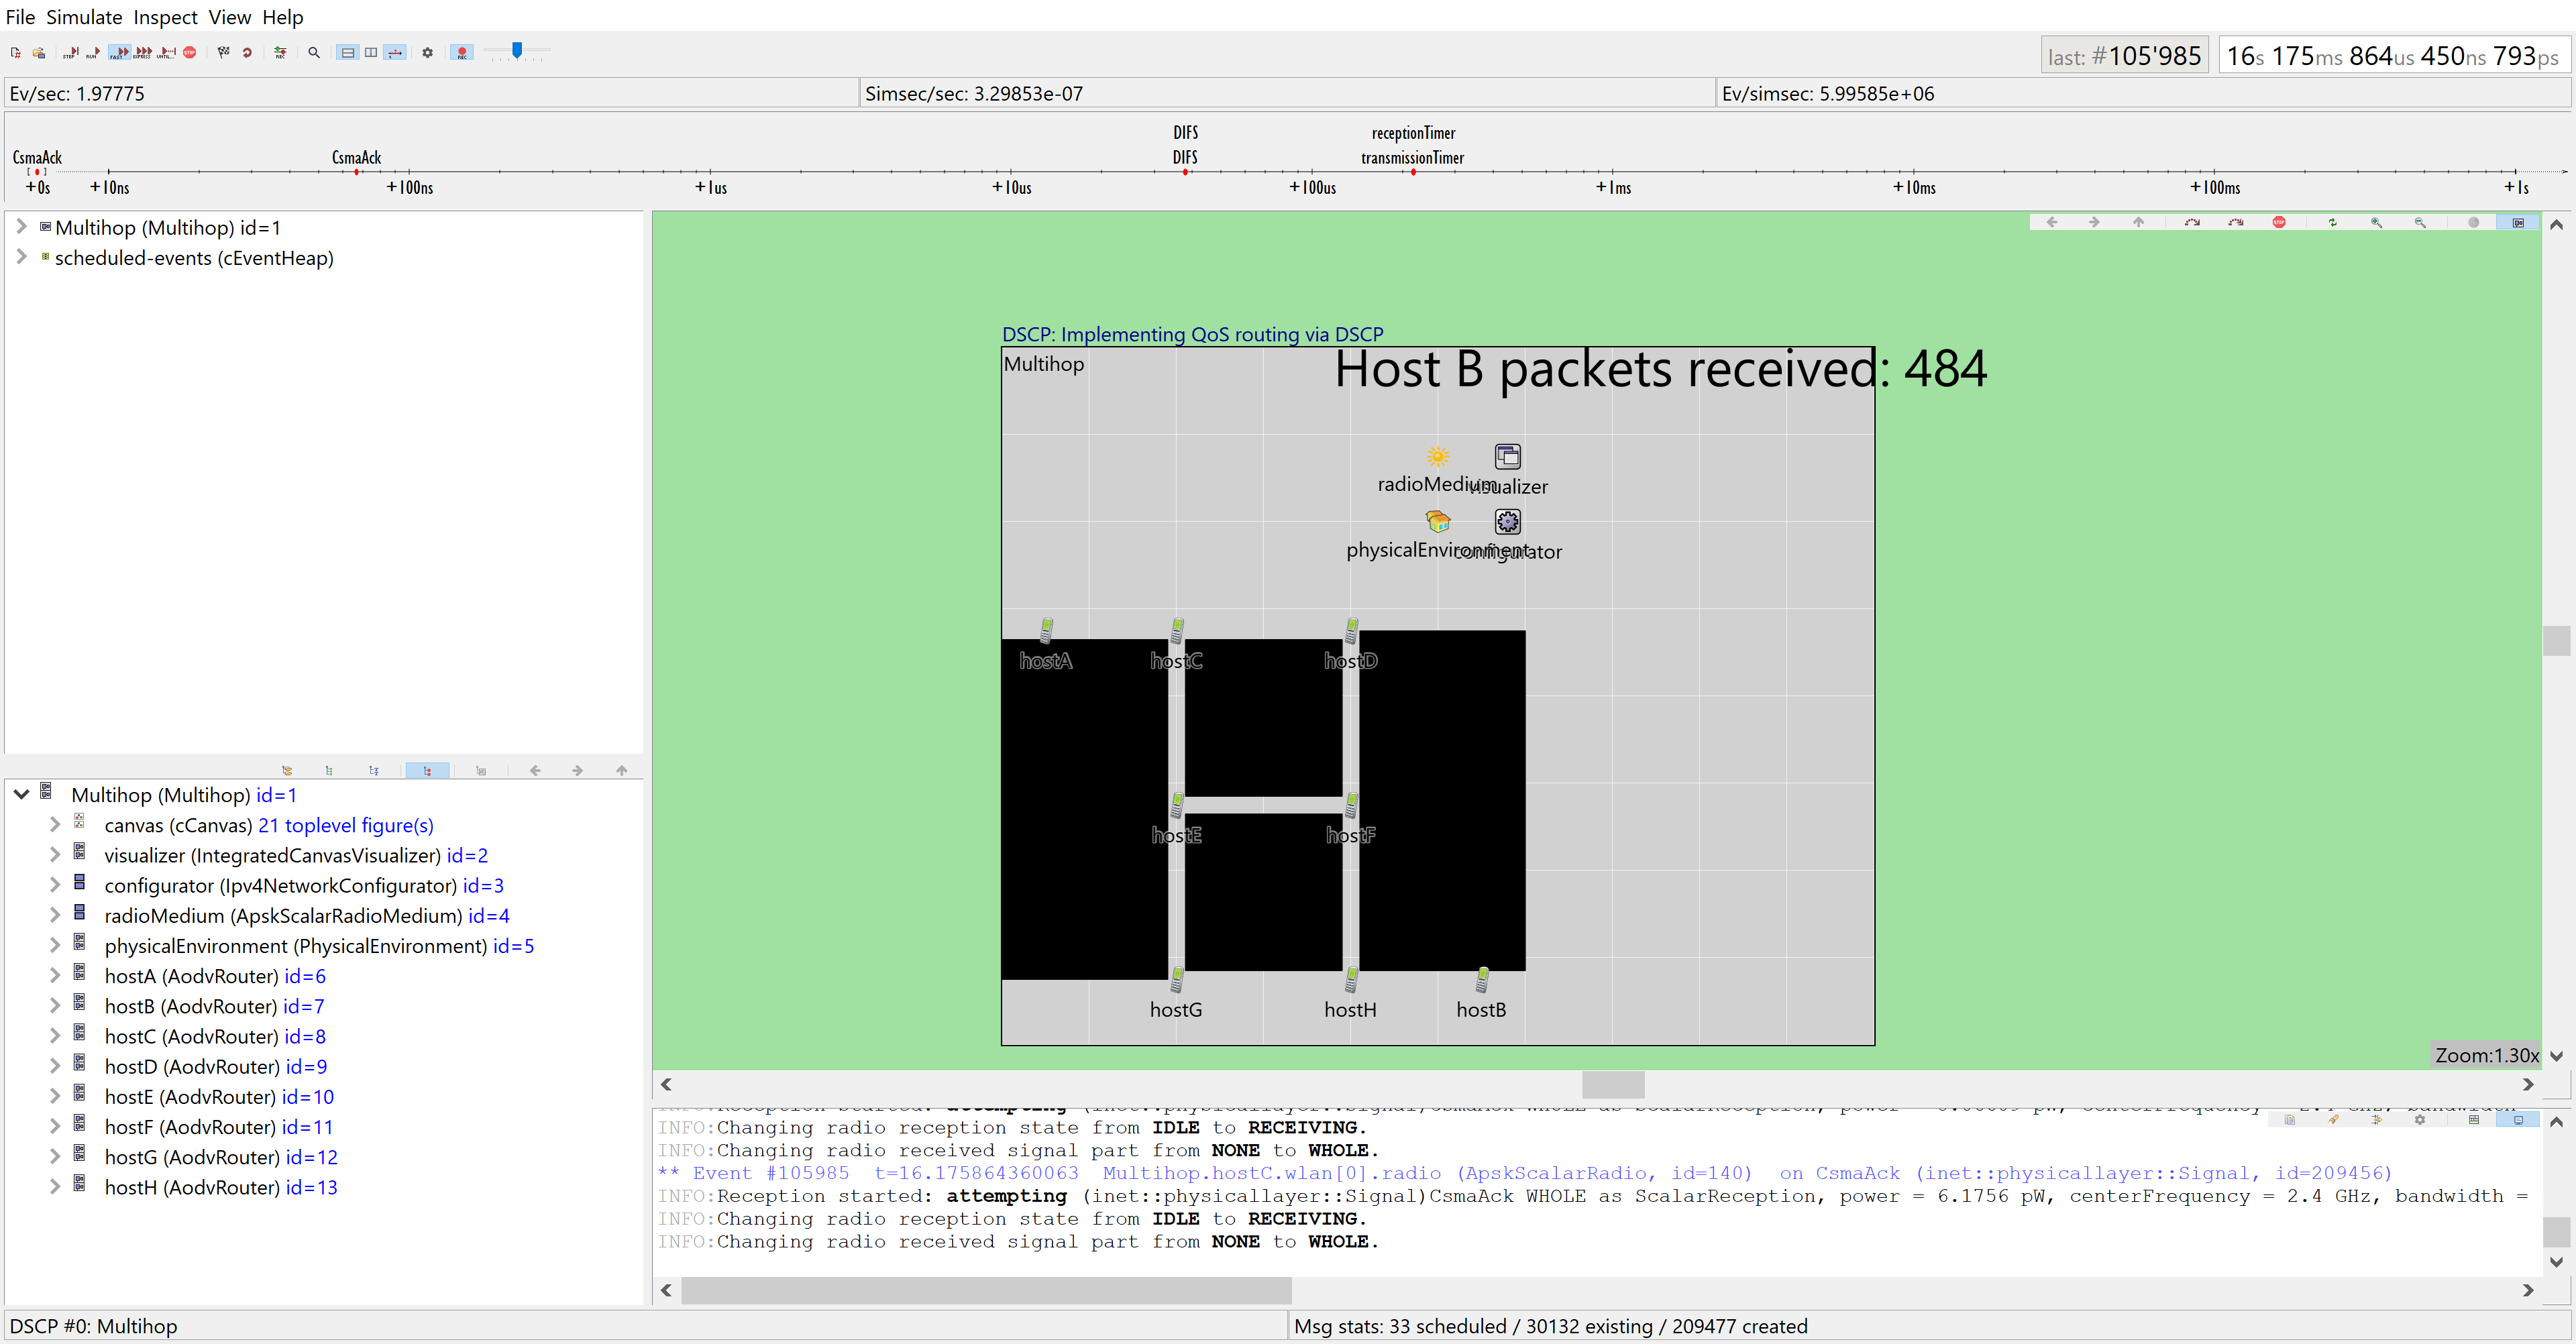 File Simulate Inspect View Help
STEP RUN FAST EXPRESS UNTIL... STOP REC REC
last: #105'985 16s 175ms 864us 450ns 793ps
Ev/sec: 1.97775 Simsec/sec: 3.29853e-07 Ev/simsec: 5.99585e+06
DIFS receptionTimer
CsmaAck CsmaAck DIFS transmissionTimer
+0s +10ns +100ns +1us +10us +100us +1ms +10ms +100ms +1s
Multihop (Multihop) id=1
scheduled-events (cEventHeap)
Multihop (Multihop) id=1
canvas (cCanvas) 21 toplevel figure(s)
visualizer (IntegratedCanvasVisualizer) id=2
configurator (Ipv4NetworkConfigurator) id=3
radioMedium (ApskScalarRadioMedium) id=4
physicalEnvironment (PhysicalEnvironment) id=5
hostA (AodvRouter) id=6
hostB (AodvRouter) id=7
hostC (AodvRouter) id=8
hostD (AodvRouter) id=9
hostE (AodvRouter) id=10
hostF (AodvRouter) id=11
hostG (AodvRouter) id=12
hostH (AodvRouter) id=13
STOP
DSCP: Implementing QoS routing via DSCP
Multihop
Host B packets received: 484
radioMedium visualizer
physicalEnvironment configurator
hostA hostC hostD
hostE hostF
hostG hostH hostB
Zoom:1.30x
INFO:Changing radio reception state from IDLE to RECEIVING.
INFO:Changing radio received signal part from NONE to WHOLE.
** Event #105985 t=16.175864360063 Multihop.hostC.wlan[0].radio (ApskScalarRadio, id=140) on CsmaAck (inet::physicallayer::Signal, id=209456)
INFO:Reception started: attempting (inet::physicallayer::Signal)CsmaAck WHOLE as ScalarReception, power = 6.1756 pW, centerFrequency = 2.4 GHz, bandwidth =
INFO:Changing radio reception state from IDLE to RECEIVING.
INFO:Changing radio received signal part from NONE to WHOLE.
DSCP #0: Multihop Msg stats: 33 scheduled / 30132 existing / 209477 created